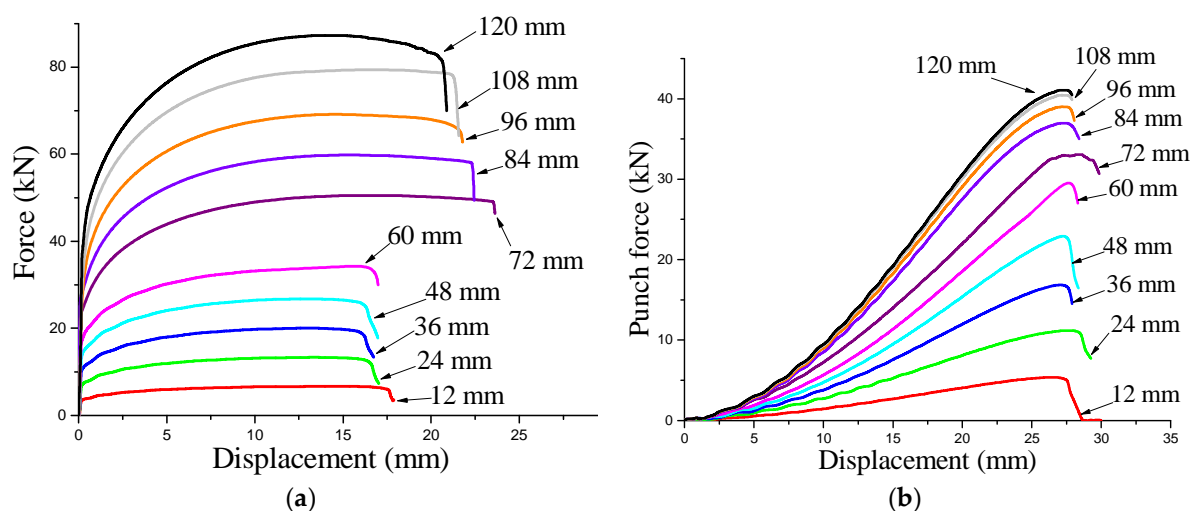 120 mm
108 mm
96 mm
84 mm
72 mm
60 mm
48 mm
36 mm
24 mm
12 mm
80
60
40
20
0
0 5 10 15 20 25
Force (kN)
Displacement (mm)
(a)
120 mm
108 mm
96 mm
84 mm
72 mm
60 mm
48 mm
36 mm
24 mm
12 mm
40
30
20
10
0
0 5 10 15 20 25 30 35
Punch force (kN)
Displacement (mm)
(b)